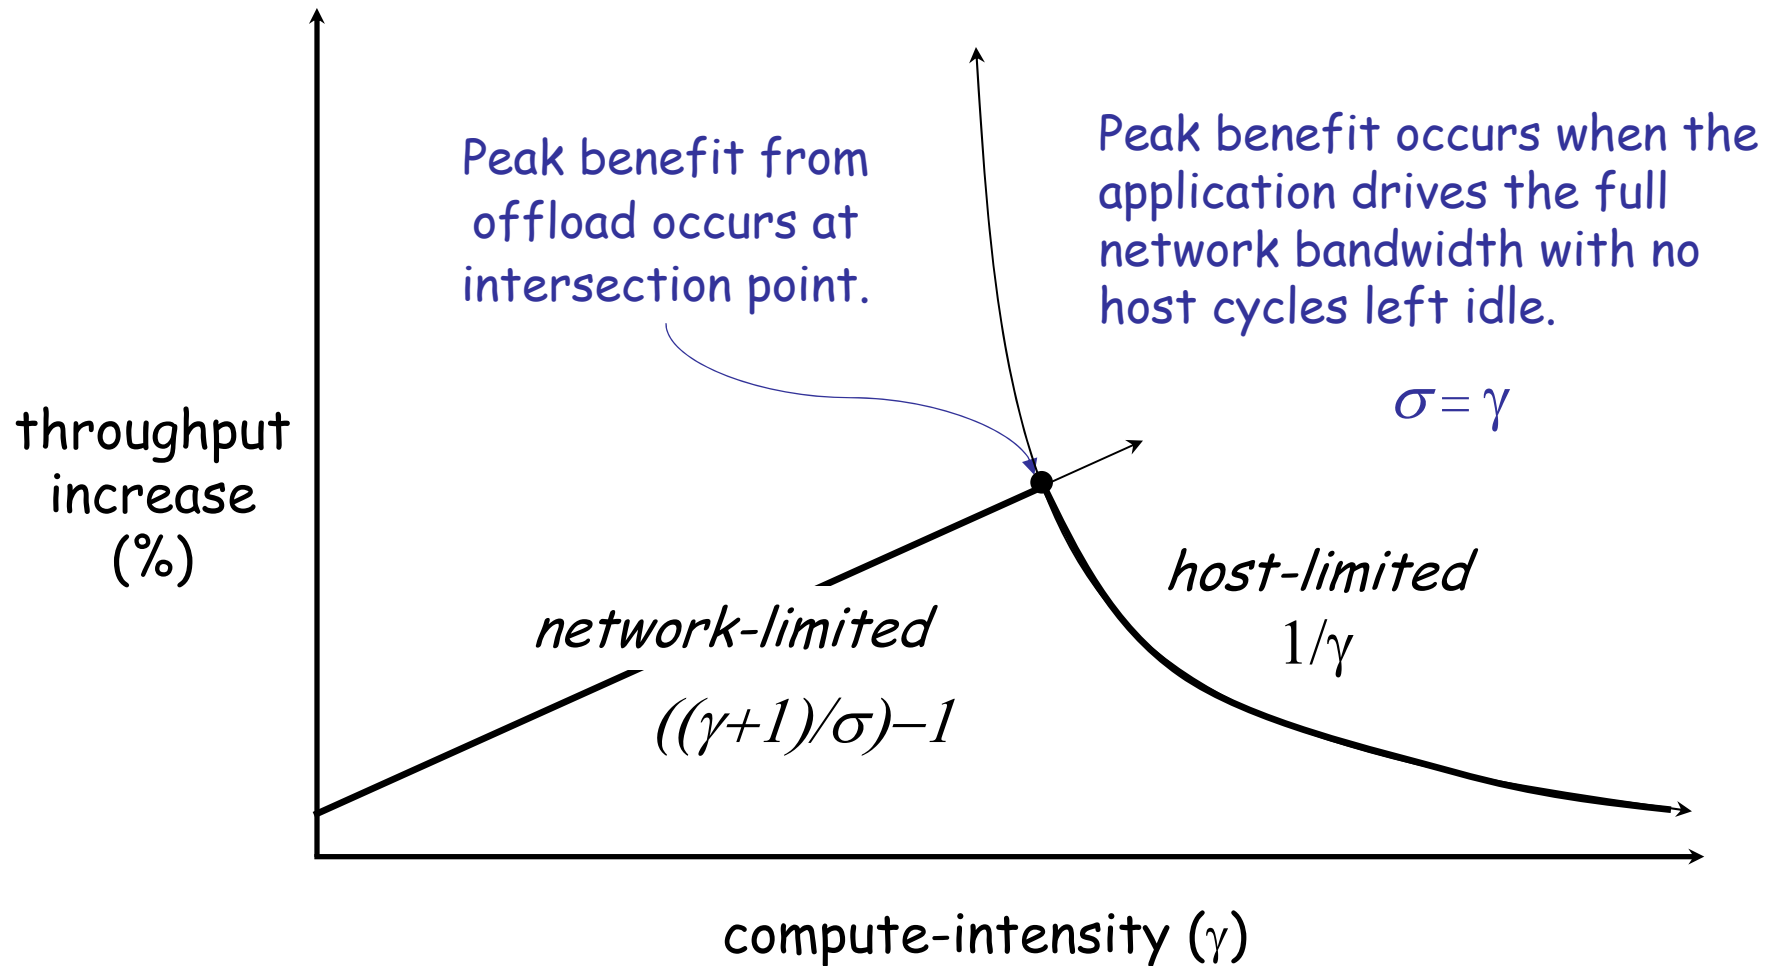 Peak benefit from
offload occurs at
intersection point.
Peak benefit occurs when the
application drives the full
network bandwidth with no
host cycles left idle.
σ = γ
throughput
increase
(%)
host-limited
1/γ
network-limited
((γ+1)/σ)−1
compute-intensity (γ)